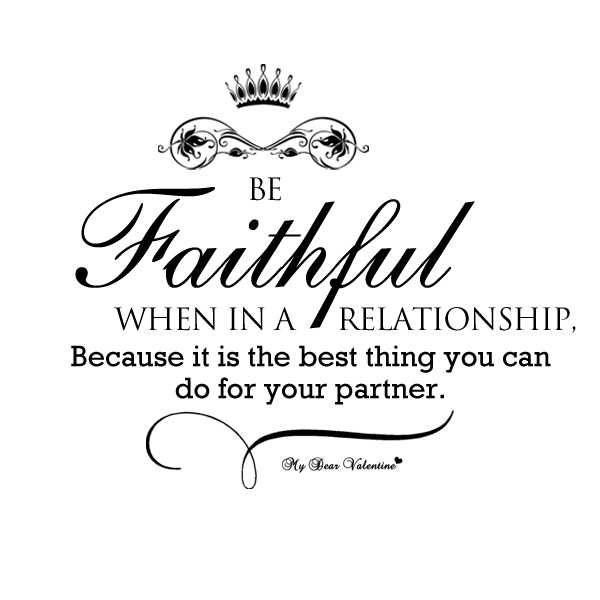 BE
Faithful
WHEN IN A RELATIONSHIP,
Because it is the best thing you can
do for your partner.
My Dear Valentine